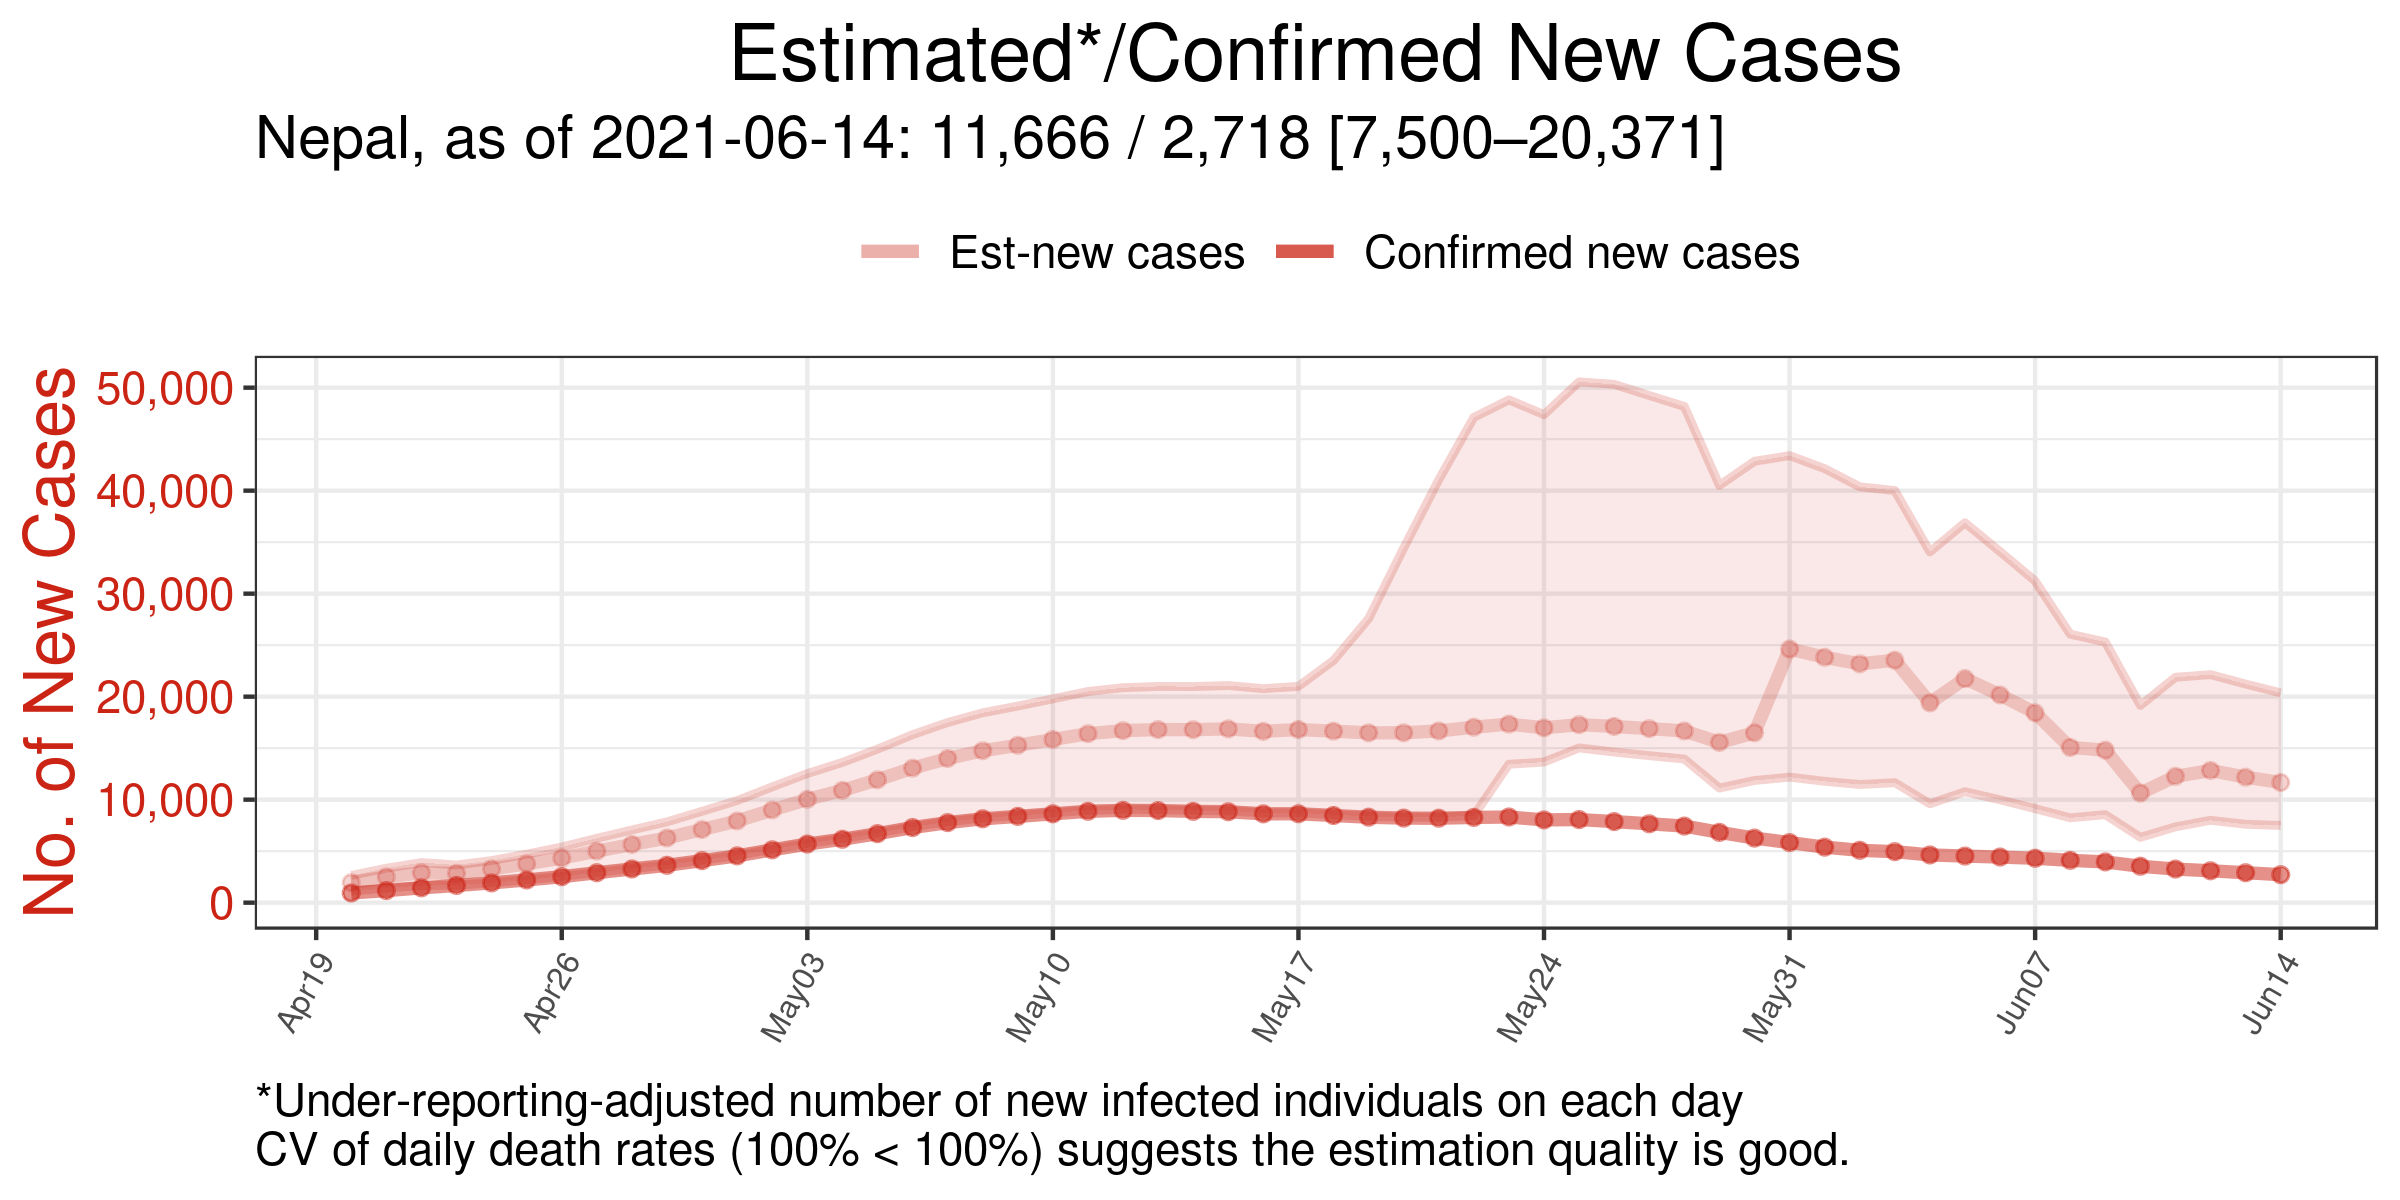 Estimated*/Confirmed New Cases
Nepal, as of 2021-06-14: 11,666 / 2,718 [7,500–20,371]
Est-new cases
Confirmed new cases
No. of New Cases
50,000
40,000
30,000
20,000
10,000
0
Apr19
Apr26
May03
May10
May17
May24
May31
Jun07
Jun14
*Under-reporting-adjusted number of new infected individuals on each day
CV of daily death rates (100% < 100%) suggests the estimation quality is good.